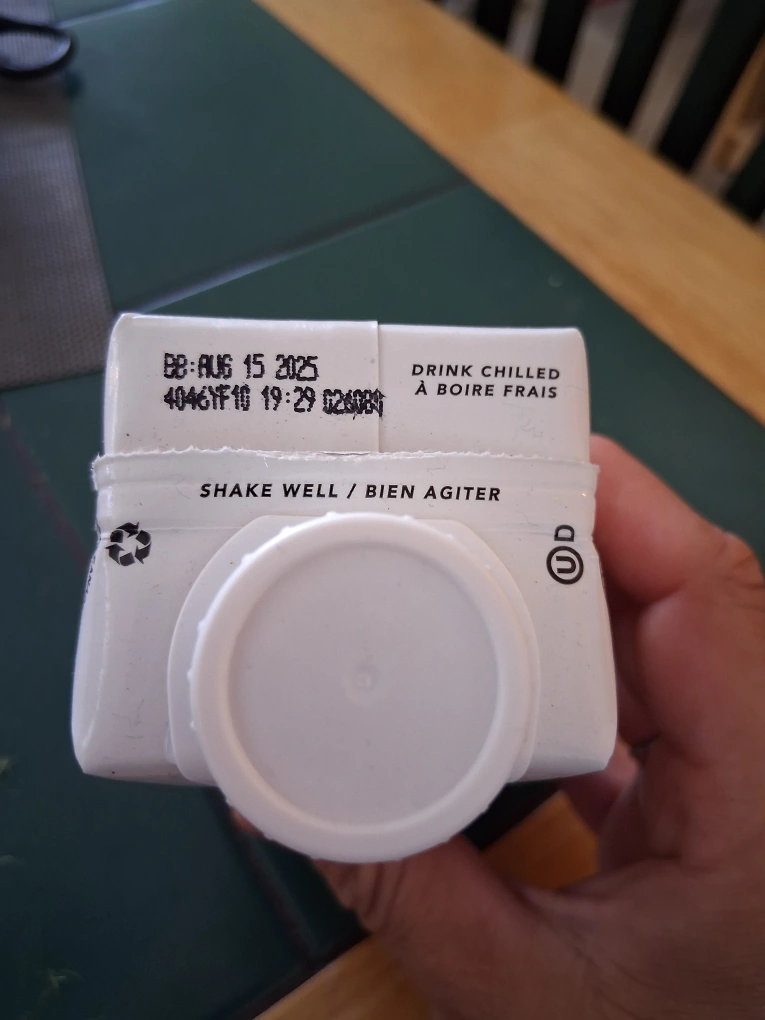 BB:AUG 15 2025
4046YF10 19:29
DRINK CHILLED
À BOIRE FRAIS
SHAKE WELL / BIEN AGITER
U D